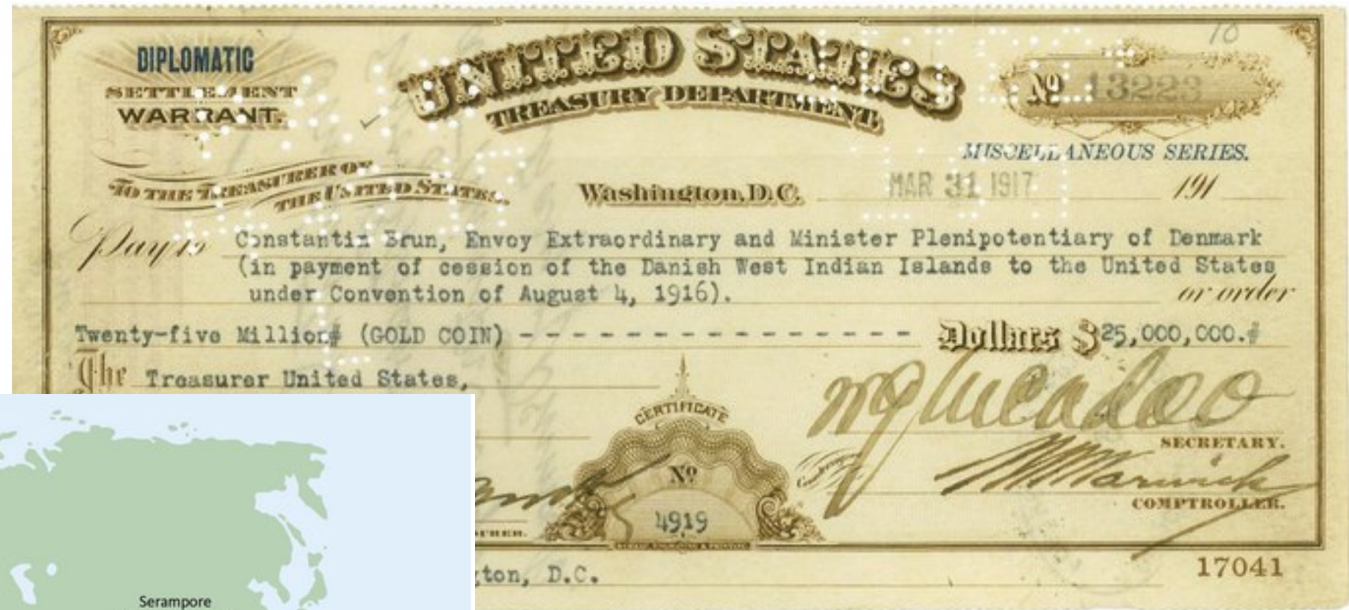 10
DIPLOMATIC
SETTLEMENT
WARRANT.
UNITED STATES
TREASURY DEPARTMENT,
No 13223
MISCELLANEOUS SERIES.
TO THE TREASURER OF
THE UNITED STATES.
Washington, D.C. MAR 31 1917 191
Pay to Constantin Brun, Envoy Extraordinary and Minister Plenipotentiary of Denmark
(in payment of cession of the Danish West Indian Islands to the United States
under Convention of August 4, 1916). or order
Twenty-five Million# (GOLD COIN) - - - - - - - - - - - - - - - - - Dollars $25,000,000.#
The Treasurer United States,
CERTIFICATE
No
4919
W G McAdoo
SECRETARY.
COMPTROLLER.
ton, D.C.
17041
Serampore